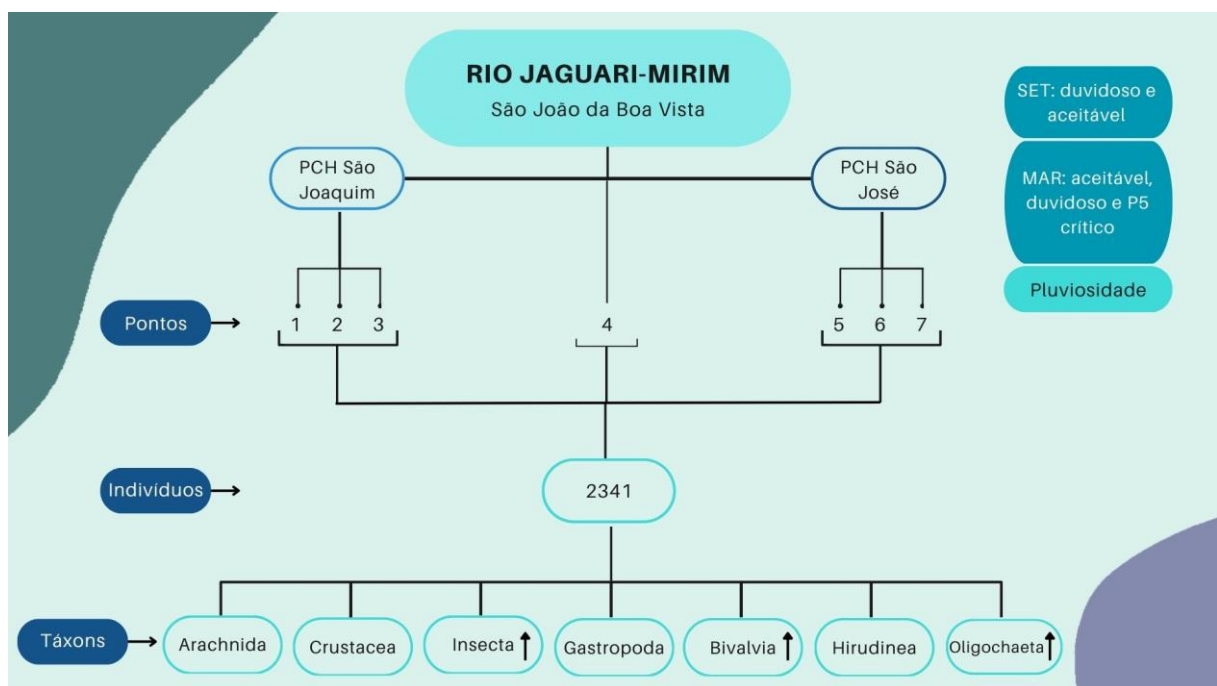 RIO JAGUARI-MIRIM
São João da Boa Vista
SET: duvidoso e
aceitável
MAR: aceitável,
duvidoso e P5
crítico
Pluviosidade
PCH São
Joaquim
PCH São
José
Pontos
1 2 3
4
5 6 7
Indivíduos
2341
Táxons
Arachnida
Crustacea
Insecta
Gastropoda
Bivalvia
Hirudinea
Oligochaeta